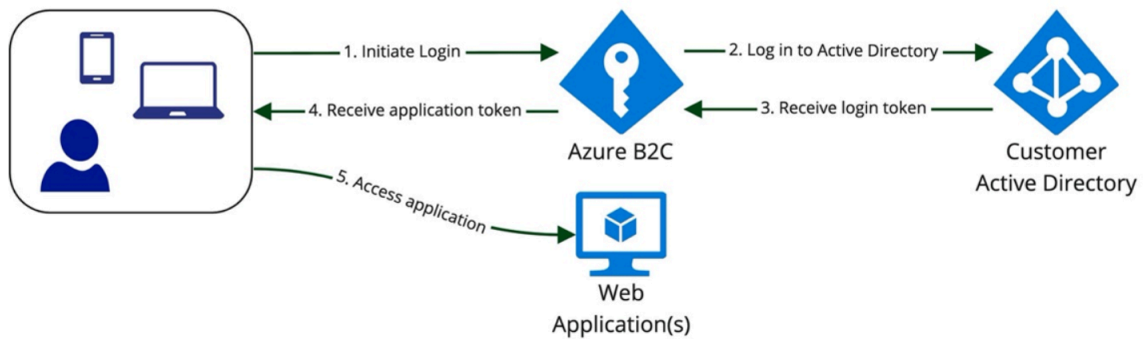 1. Initiate Login
2. Log in to Active Directory
4. Receive application token
3. Receive login token
Azure B2C
Customer
Active Directory
5. Access application
Web
Application(s)